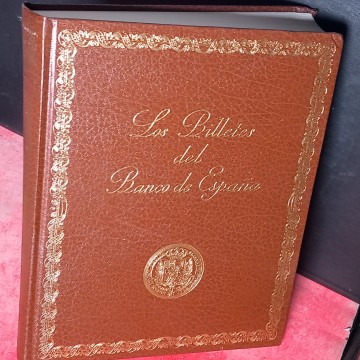 Los Billetes
del
Banco de España